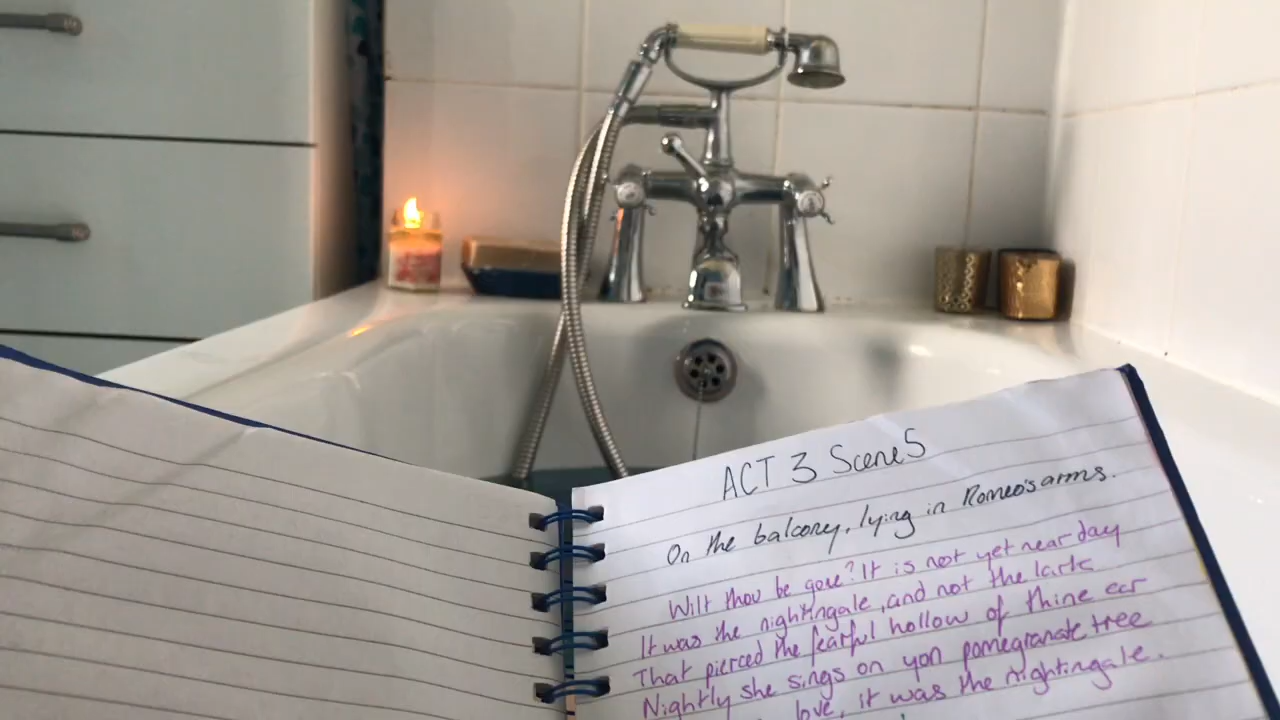 ACT 3 Scene 5
On the balcony, lying in Romeo's arms.
Wilt thou be gone? It is not yet near day
It was the nightingale, and not the lark
That pierced the fearful hollow of thine ear
Nightly she sings on yon pomegranate tree
love, it was the nightingale.